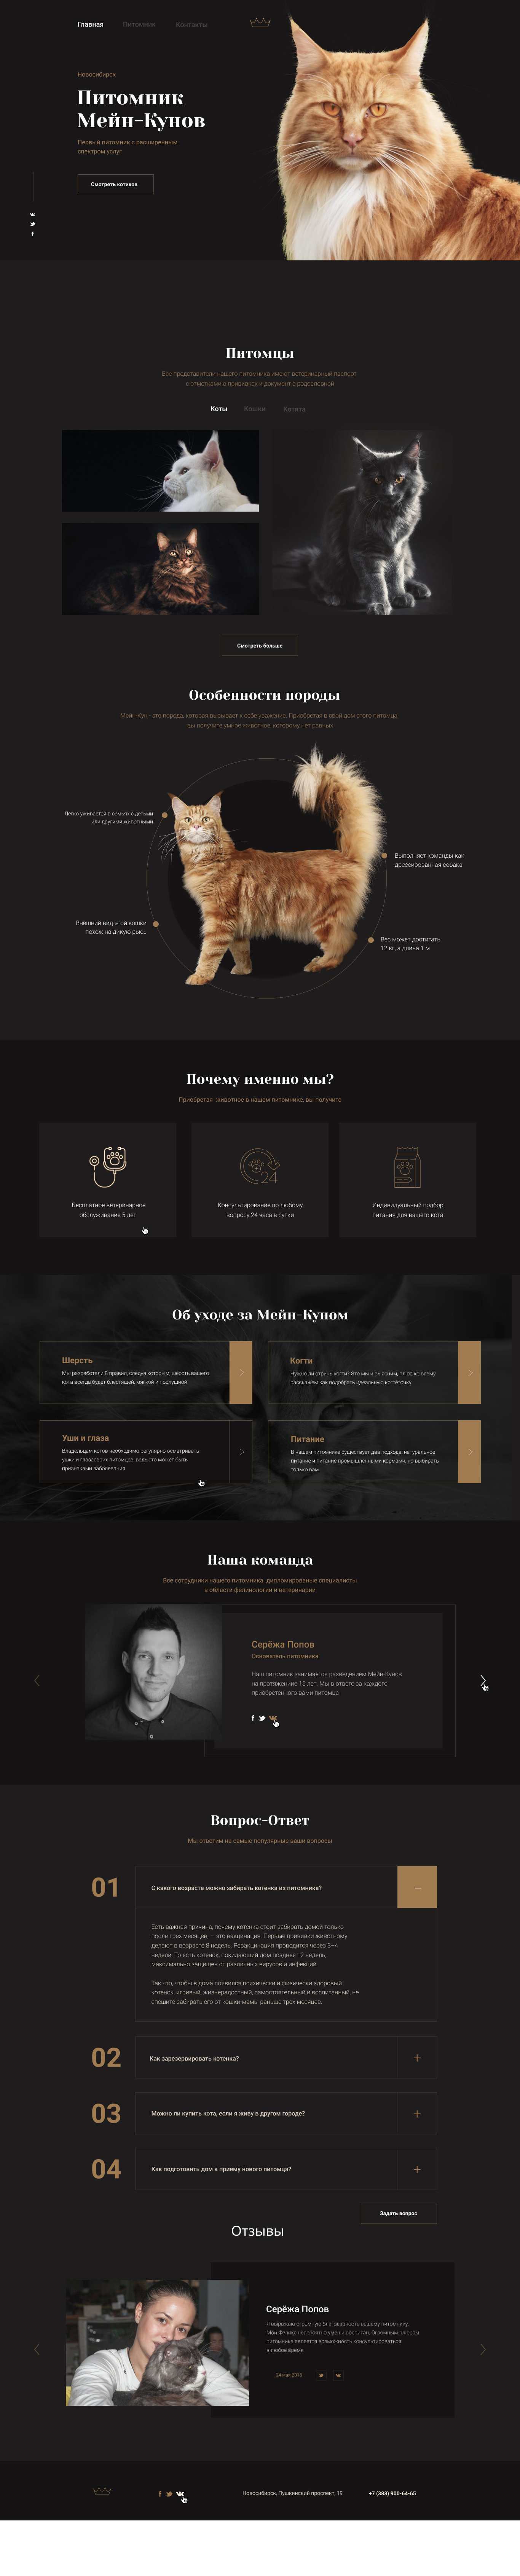 Главная Питомник Контакты
Новосибирск
Питомник
Мейн-Кунов
Первый питомник с расширенным
спектром услуг
Смотреть котиков
Питомцы
Все представители нашего питомника имеют ветеринарный паспорт
с отметками о прививках и документ с родословной
Коты Кошки Котята
Смотреть больше
Особенности породы
Мейн-Кун - это порода, которая вызывает к себе уважение. Приобретая в свой дом этого питомца,
вы получите умное животное, которому нет равных
Легко уживается в семьях с детьми
или другими животными
Выполняет команды как
дрессированная собака
Внешний вид этой кошки
похож на дикую рысь
Вес может достигать
12 кг, а длина 1 м
Почему именно мы?
Приобретая животное в нашем питомнике, вы получите
24
Бесплатное ветеринарное
обслуживание 5 лет
Консультирование по любому
вопросу 24 часа в сутки
Индивидуальный подбор
питания для вашего кота
Об уходе за Мейн-Куном
Шерсть
Мы разработали 8 правил, следуя которым, шерсть вашего
кота всегда будет блестящей, мягкой и послушной
Когти
Нужно ли стричь когти? Это мы и выясним, плюс ко всему
расскажем как подобрать идеальную когтеточку
Уши и глаза
Владельцам котов необходимо регулярно осматривать
ушки и глазасвоих питомцев, ведь это может быть
признаками заболевания
Питание
В нашем питомнике существует два подхода: натуральное
питание и питание промышленными кормами, но выбирать
только вам
Наша команда
Все сотрудники нашего питомника дипломированые специалисты
в области фелинологии и ветеринарии
Серёжа Попов
Основатель питомника
Наш питомник занимается разведением Мейн-Кунов
на протяжениие 15 лет. Мы в ответе за каждого
приобретенного вами питомца
Вопрос-Ответ
Мы ответим на самые популярные ваши вопросы
01
С какого возраста можно забирать котенка из питомника?
Есть важная причина, почему котенка стоит забирать домой только
после трех месяцев, — это вакцинация. Первые прививки животному
делают в возрасте 8 недель. Ревакцинация проводится через 3–4
недели. То есть котенок, покидающий дом позднее 12 недель,
максимально защищен от различных вирусов и инфекций.
Так что, чтобы в дома появился психически и физически здоровый
котенок, игривый, жизнерадостный, самостоятельный и воспитанный, не
спешите забирать его от кошки-мамы раньше трех месяцев.
02
Как зарезервировать котенка?
03
Можно ли купить кота, если я живу в другом городе?
04
Как подготовить дом к приему нового питомца?
Задать вопрос
Отзывы
Серёжа Попов
Я выражаю огромную благодарность вашему питомнику
Мой Феликс невероятно умен и воспитан. Огромным плюсом
питомника является возможность консультироваться
в любое время
24 мая 2018
Новосибирск, Пушкинский проспект, 19
+7 (383) 900-64-65